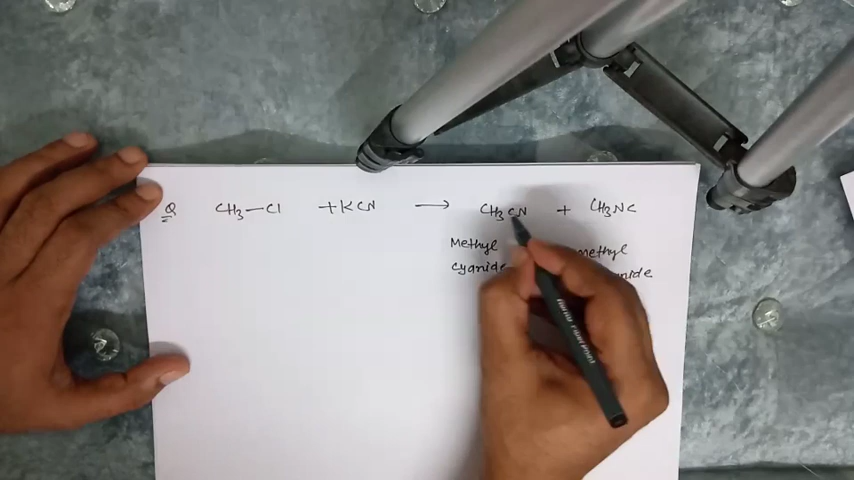 Q CH3—Cl + KCN → CH3CN + CH3NC
Methyl methyl
cyanide